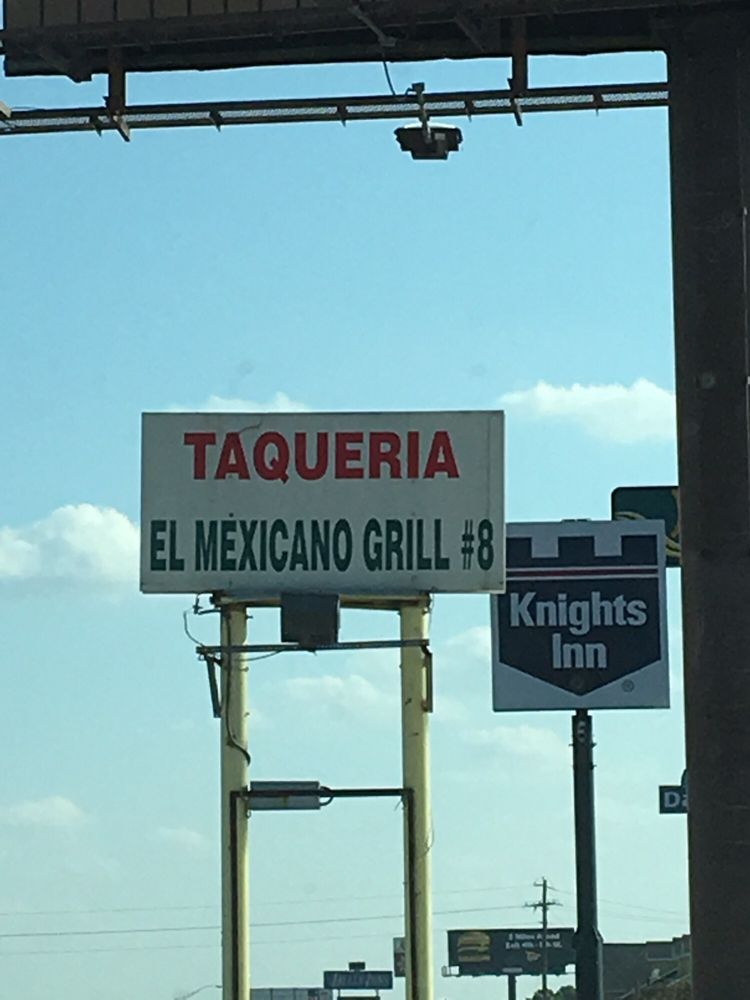 TAQUERIA
EL MEXICANO GRILL #8
Knights
Inn
®